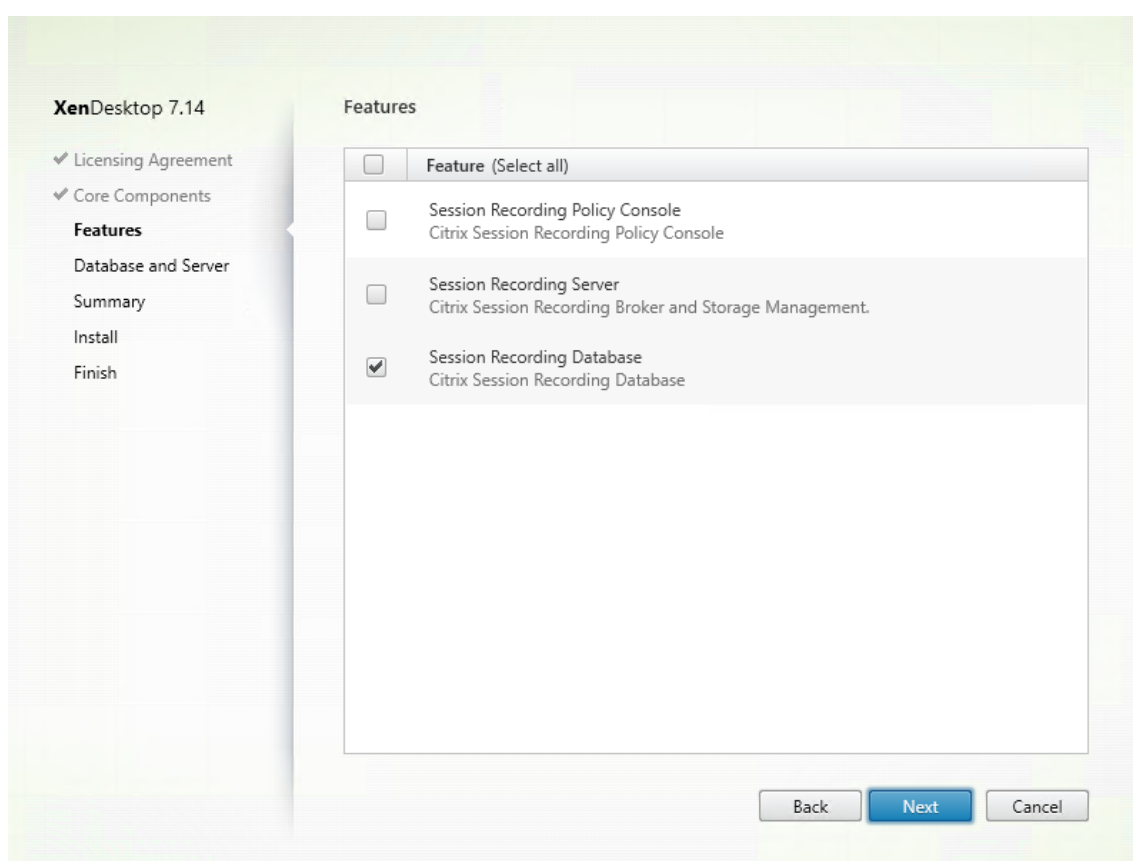 XenDesktop 7.14
Licensing Agreement
Core Components
Features
Database and Server
Summary
Install
Finish
Features
Feature (Select all)
Session Recording Policy Console
Citrix Session Recording Policy Console
Session Recording Server
Citrix Session Recording Broker and Storage Management.
Session Recording Database
Citrix Session Recording Database
Back Next Cancel